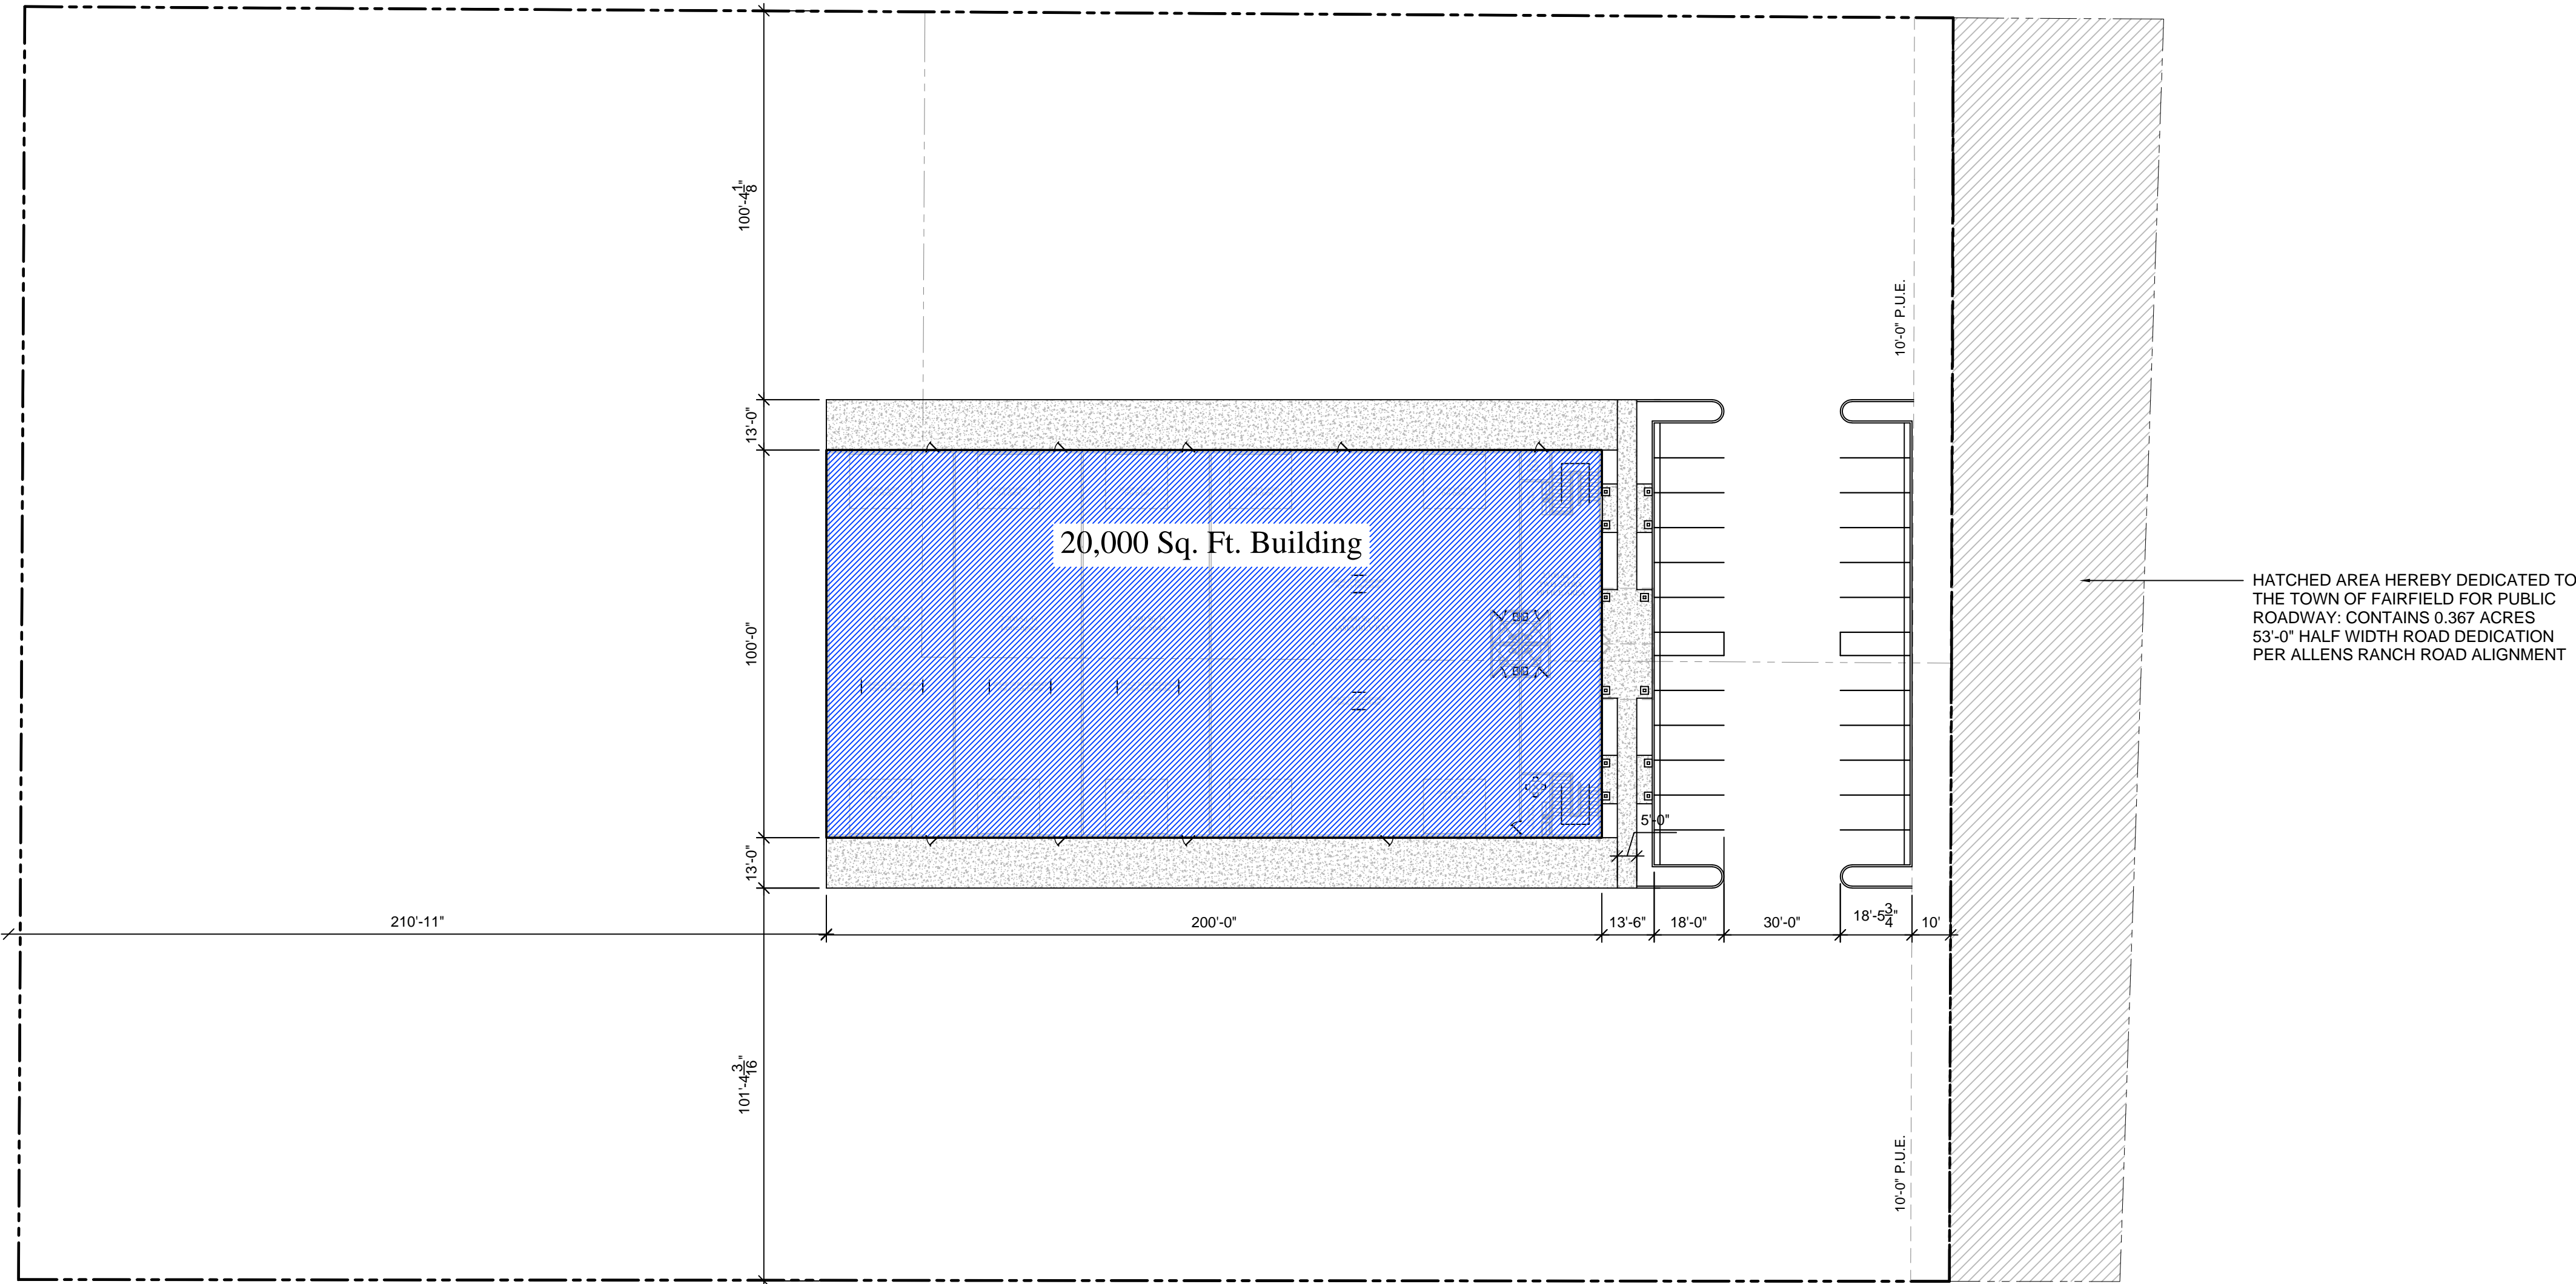 100'-4 1/8"
10'-0" P.U.E.
13'-0"
20,000 Sq. Ft. Building
HATCHED AREA HEREBY DEDICATED TO
THE TOWN OF FAIRFIELD FOR PUBLIC
ROADWAY: CONTAINS 0.367 ACRES
53'-0" HALF WIDTH ROAD DEDICATION
PER ALLENS RANCH ROAD ALIGNMENT
100'-0"
5'-0"
13'-0"
210'-11"
200'-0"
13'-6"
18'-0"
30'-0"
18'-5 3/4"
10'
101'-4 3/16"
10'-0" P.U.E.